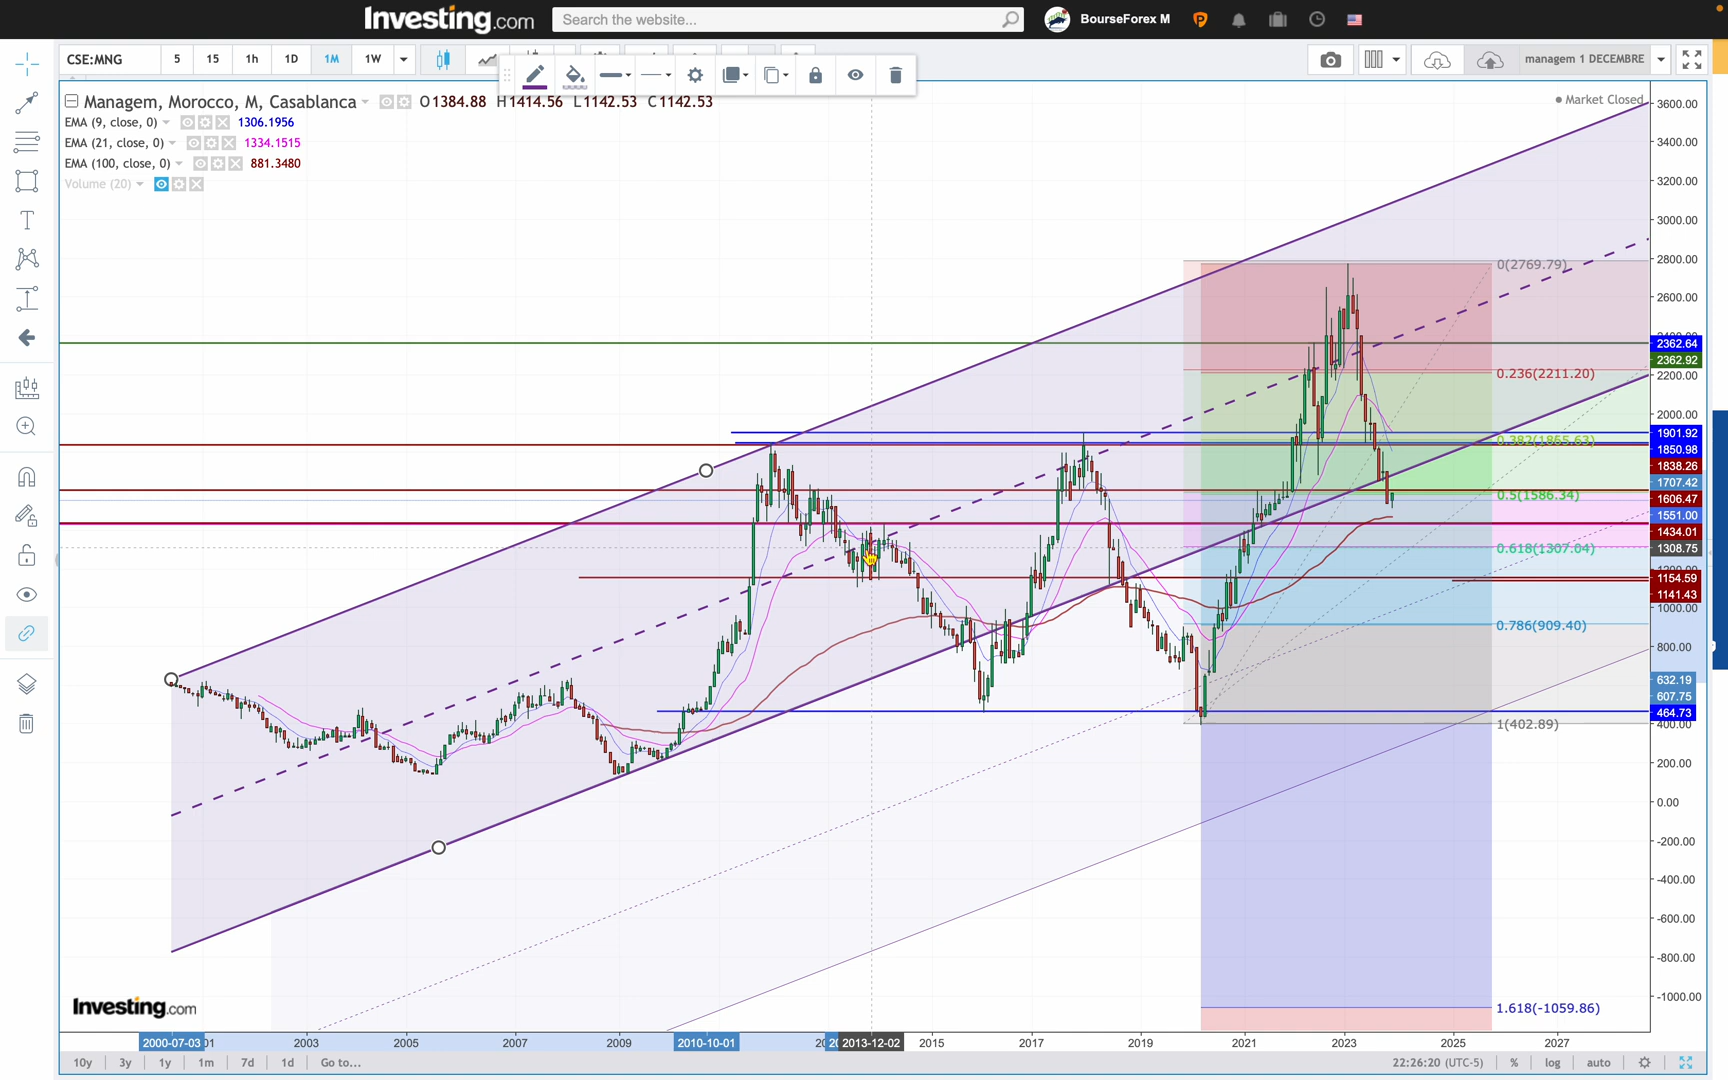 Investing.com
Search the website...
BourseForex M
CSE:MNG
5
15
1h
1D
1M
1W
managem 1 DECEMBRE
Managem, Morocco, M, Casablanca
O1384.88 H1414.56 L1142.53 C1142.53
Market Closed
EMA (9, close, 0) 1306.1956
EMA (21, close, 0) 1334.1515
EMA (100, close, 0) 881.3480
Volume (20)
0(2769.79)
0.236(2211.20)
0.382(1865.63)
0.5(1586.34)
0.618(1307.04)
0.786(909.40)
1(402.89)
1.618(-1059.86)
3600.00
3400.00
3200.00
3000.00
2800.00
2600.00
2400.00
2362.64
2362.92
2200.00
2000.00
1901.92
1850.98
1838.26
1707.42
1606.47
1551.00
1434.01
1308.75
1154.59
1141.43
1000.00
800.00
632.19
607.75
464.73
400.00
200.00
0.00
-200.00
-400.00
-600.00
-800.00
-1000.00
Investing.com
2000-07-03
01
2003
2005
2007
2009
2010-10-01
2013-12-02
2015
2017
2019
2021
2023
2025
2027
10y
3y
1y
1m
7d
1d
Go to...
22:26:20 (UTC-5)
%
log
auto